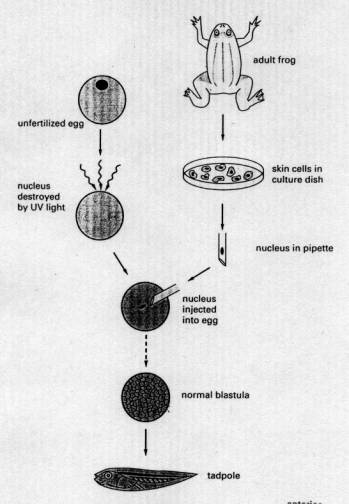 adult frog
unfertilized egg
skin cells in
culture dish
nucleus
destroyed
by UV light
nucleus in pipette
nucleus
injected
into egg
normal blastula
tadpole